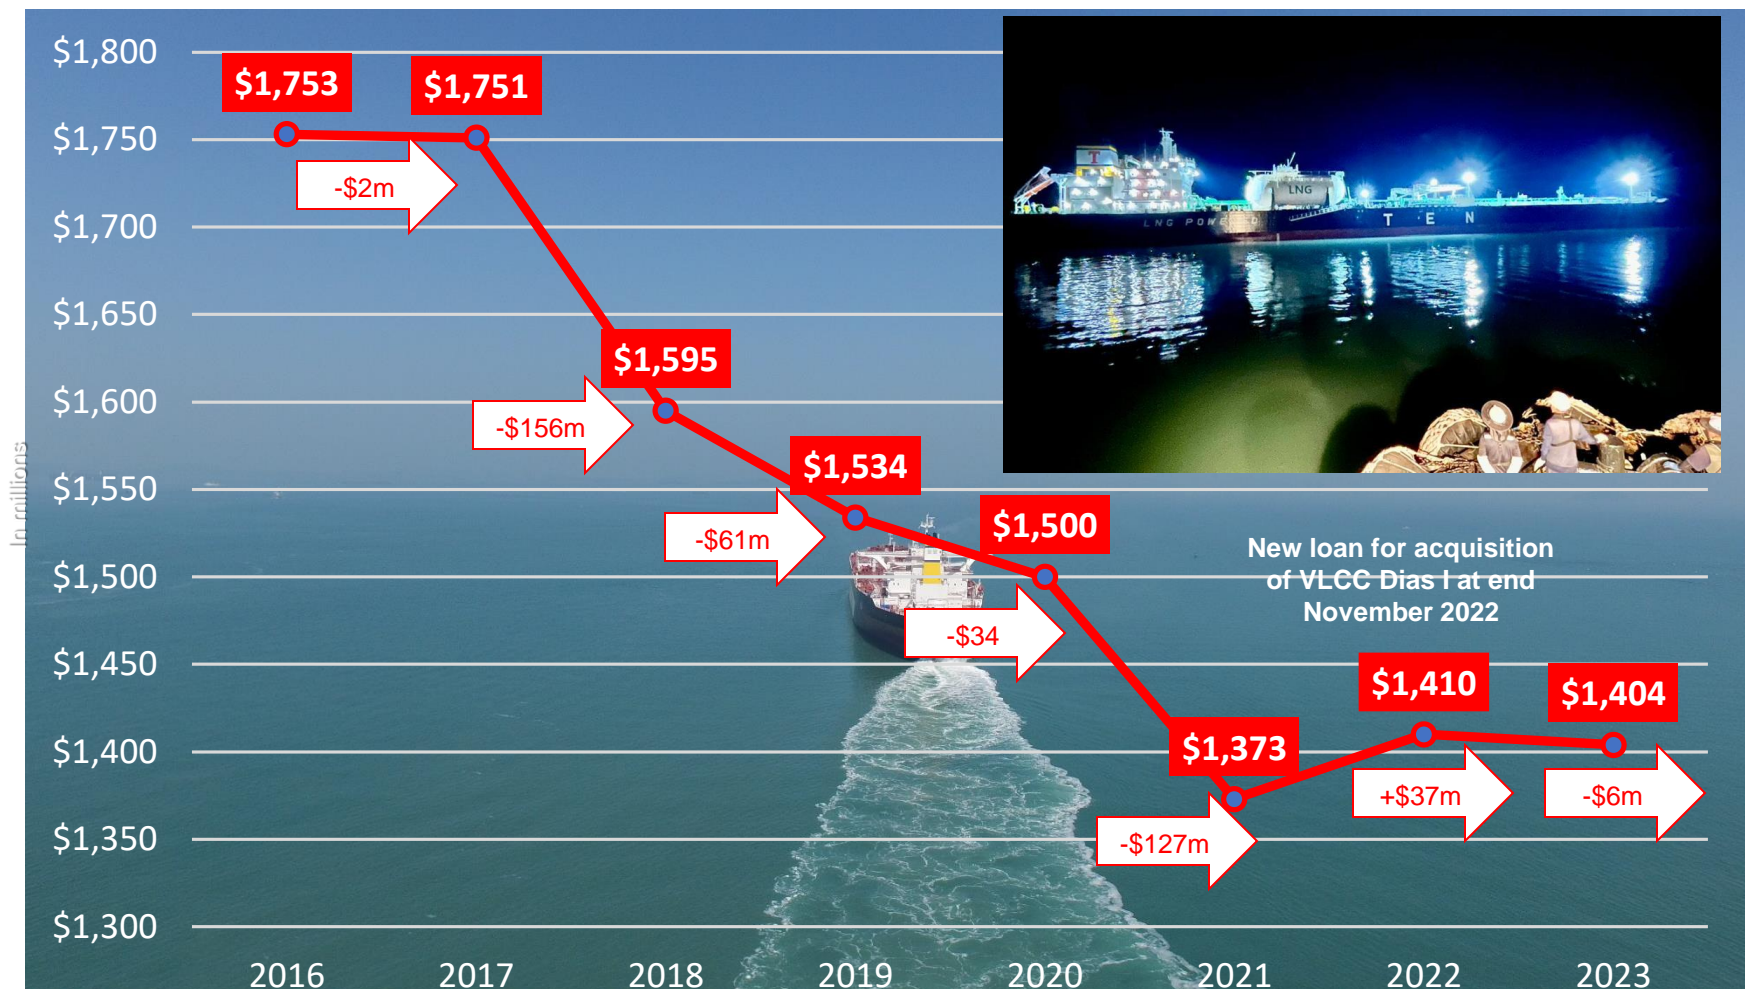 $1,800
$1,750
$1,700
$1,650
$1,600
$1,550
$1,500
$1,450
$1,400
$1,350
$1,300
In millions
$1,753
$1,751
$1,595
$1,534
$1,500
$1,373
$1,410
$1,404
-$2m
-$156m
-$61m
-$34
-$127m
+$37m
-$6m
New loan for acquisition
of VLCC Dias I at end
November 2022
T
LNG
LNG POWERED
T E N
2016
2017
2018
2019
2020
2021
2022
2023